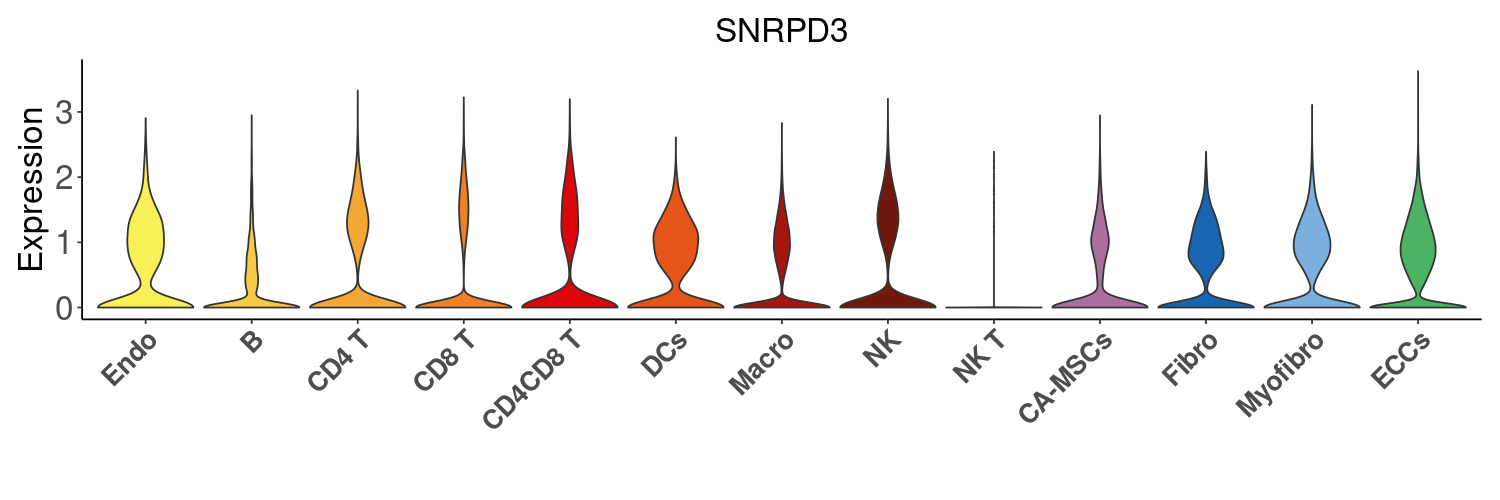 SNRPD3
Expression
3
2
1
0
Endo
B
CD4 T
CD8 T
CD4CD8 T
DCs
Macro
NK
NK T
CA-MSCs
Fibro
Myofibro
ECCs